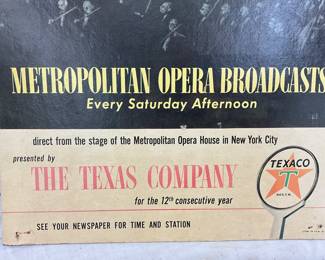 METROPOLITAN OPERA BROADCASTS
Every Saturday Afternoon
direct from the stage of the Metropolitan Opera House in New York City
presented by
THE TEXAS COMPANY
for the 12th consecutive year
TEXACO
T
SEE YOUR NEWSPAPER FOR TIME AND STATION